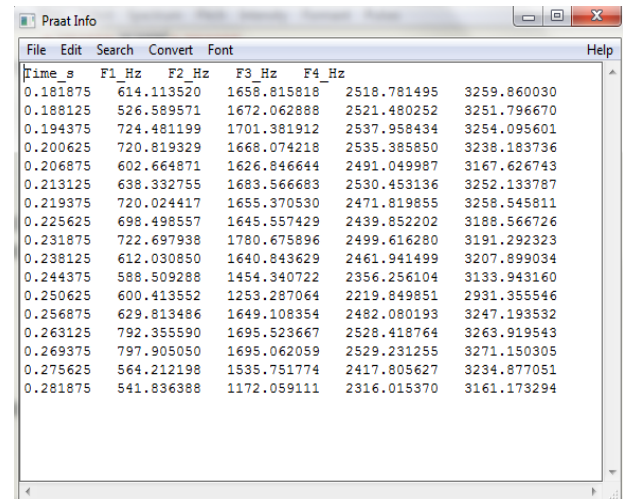 Praat Info
File Edit Search Convert Font Help
Time_s F1_Hz F2_Hz F3_Hz F4_Hz
0.181875 614.113520 1658.815818 2518.781495 3259.860030
0.188125 526.589571 1672.062888 2521.480252 3251.796670
0.194375 724.481199 1701.381912 2537.958434 3254.095601
0.200625 720.819329 1668.074218 2535.385850 3238.183736
0.206875 602.664871 1626.846644 2491.049987 3167.626743
0.213125 638.332755 1683.566683 2530.453136 3252.133787
0.219375 720.024417 1655.370530 2471.819855 3258.545811
0.225625 698.498557 1645.557429 2439.852202 3188.566726
0.231875 722.697938 1780.675896 2499.616280 3191.292323
0.238125 612.030850 1640.843629 2461.941499 3207.899034
0.244375 588.509288 1454.340722 2356.256104 3133.943160
0.250625 600.413552 1253.287064 2219.849851 2931.355546
0.256875 629.813486 1649.108354 2482.080193 3247.193532
0.263125 792.355590 1695.523667 2528.418764 3263.919543
0.269375 797.905050 1695.062059 2529.231255 3271.150305
0.275625 564.212198 1535.751774 2417.805627 3234.877051
0.281875 541.836388 1172.059111 2316.015370 3161.173294